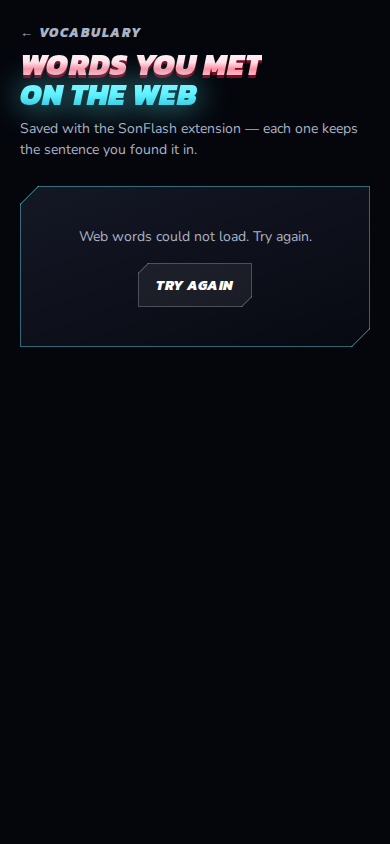 ← VOCABULARY
WORDS YOU MET
ON THE WEB
Saved with the SonFlash extension — each one keeps
the sentence you found it in.
Web words could not load. Try again.
TRY AGAIN